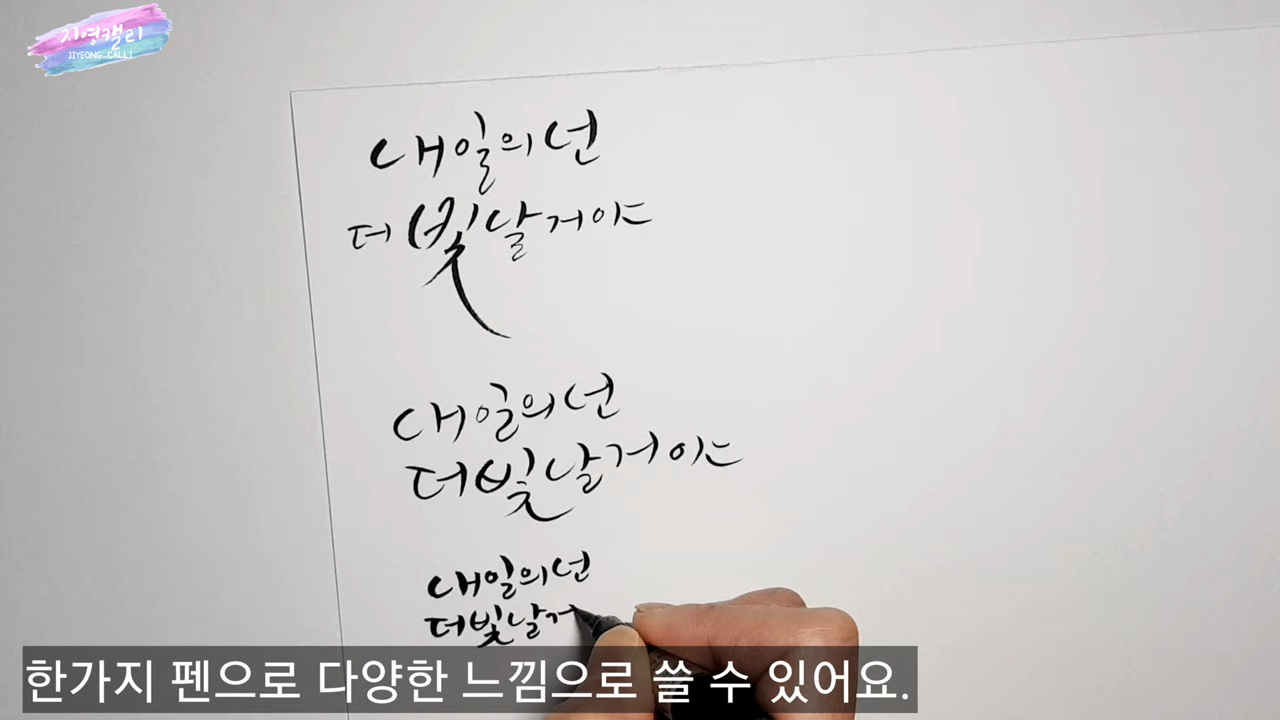 지영캘리
JIYEONG_CALLI
내일의 넌
더 빛날거야
내일의 넌
더 빛날거야
내일의 넌
더 빛날거
한가지 펜으로 다양한 느낌으로 쓸 수 있어요.